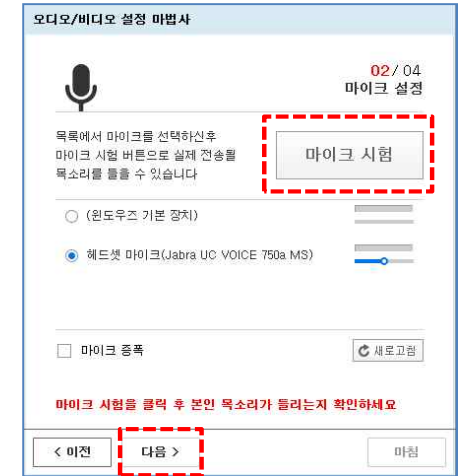 오디오/비디오 설정 마법사
02/ 04
마이크 설정
목록에서 마이크를 선택하신후
마이크 시험 버튼으로 실제 전송될
목소리를 들을 수 있습니다
마이크 시험
(윈도우즈 기본 장치)
헤드셋 마이크(Jabra UC VOICE 750a MS)
마이크 증폭
새로고침
마이크 시험을 클릭 후 본인 목소리가 들리는지 확인하세요
< 이전
다음 >
마침